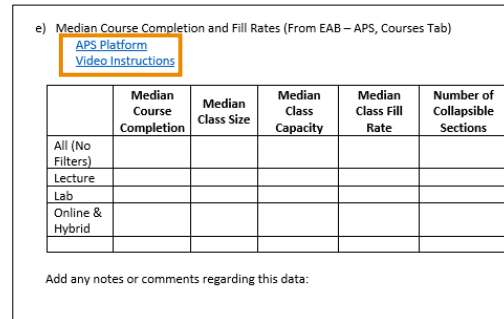 e) Median Course Completion and Fill Rates (From EAB – APS, Courses Tab)
APS Platform
Video Instructions
Median Course Completion
Median Class Size
Median Class Capacity
Median Class Fill Rate
Number of Collapsible Sections
All (No Filters)
Lecture
Lab
Online & Hybrid
Add any notes or comments regarding this data: